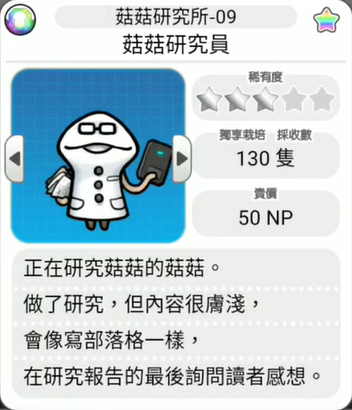 菇菇研究所-09
菇菇研究員
稀有度
獨享栽培 採收數
130 隻
賣價
50 NP
正在研究菇菇的菇菇。
做了研究，但內容很膚淺，
會像寫部落格一樣，
在研究報告的最後詢問讀者感想。